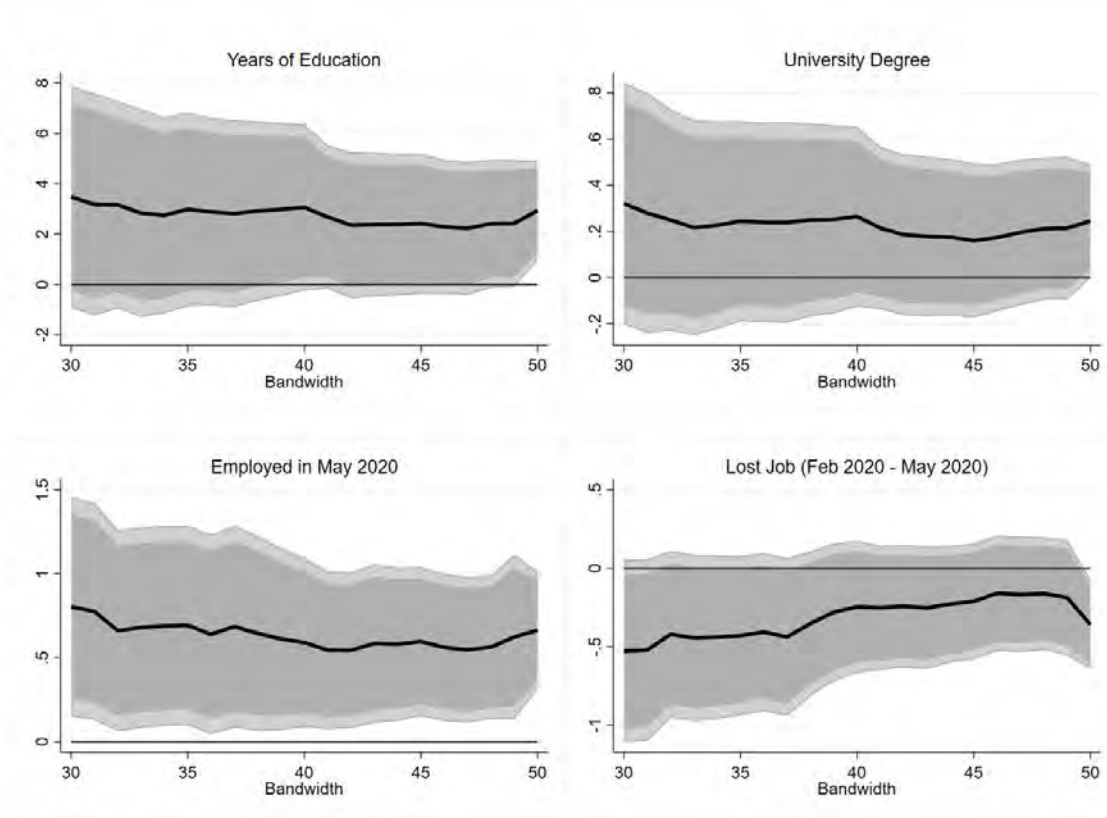 Years of Education
8
6
4
2
0
-2
30 35 40 45 50
Bandwidth
University Degree
.8
.6
.4
.2
0
-.2
30 35 40 45 50
Bandwidth
Employed in May 2020
1.5
1
.5
0
30 35 40 45 50
Bandwidth
Lost Job (Feb 2020 - May 2020)
.5
0
-.5
-1
30 35 40 45 50
Bandwidth